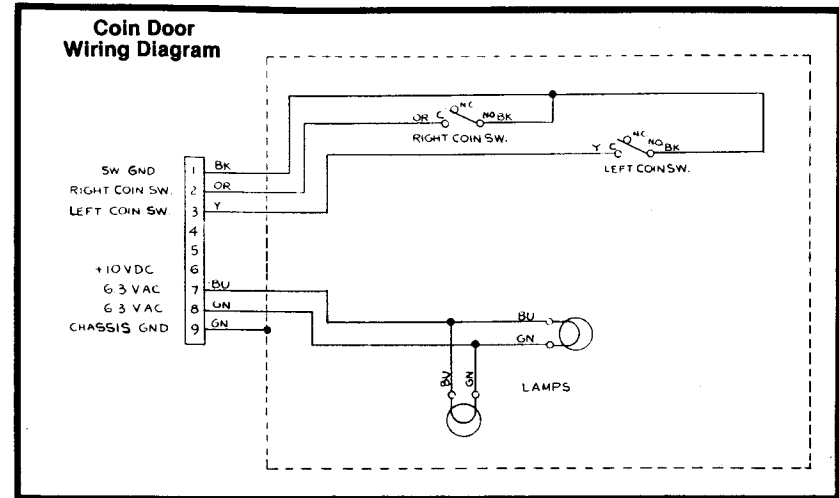 Coin Door
Wiring Diagram
OR C NC NO BK
RIGHT COIN SW.
Y C NC NO BK
LEFT COIN SW.
SW GND 1 BK
RIGHT COIN SW. 2 OR
LEFT COIN SW. 3 Y
4
5
+10VDC 6
6.3 VAC 7 BU
6.3 VAC 8 GN
CHASSIS GND 9 GN
BU
GN
BU GN
LAMPS